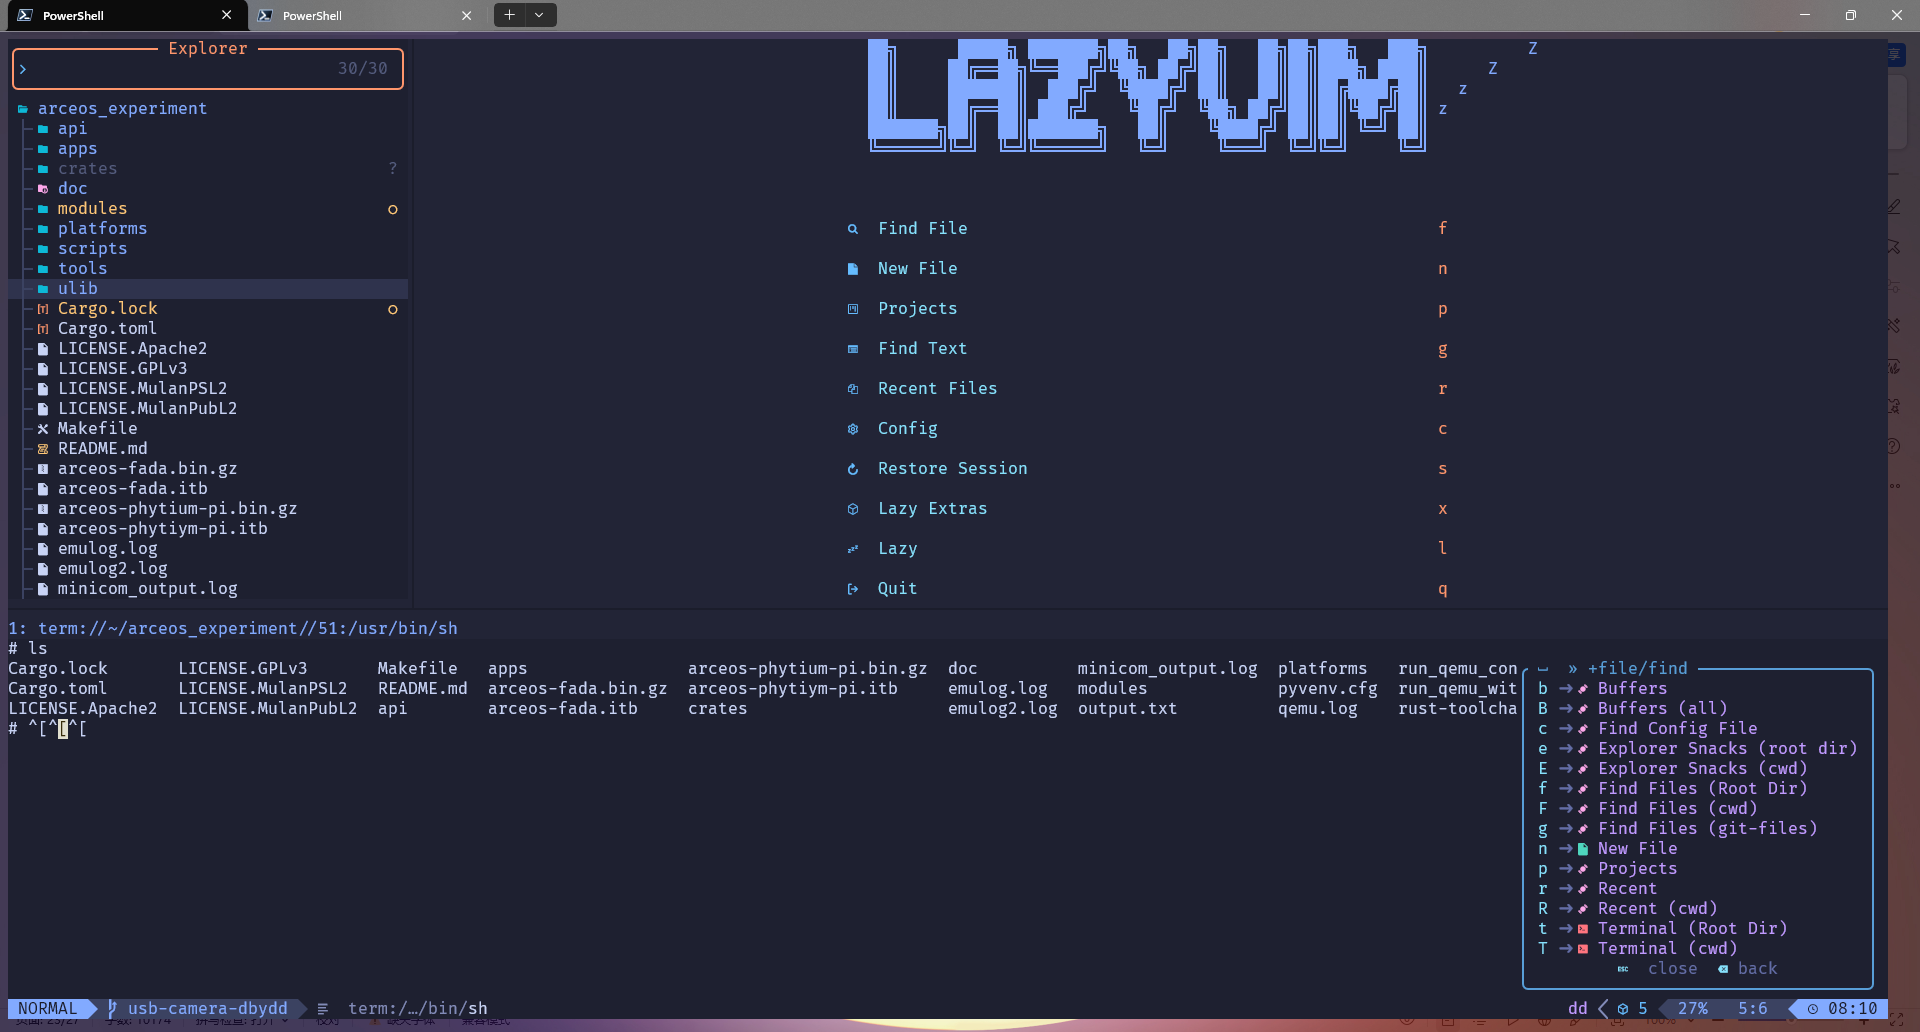 PowerShell
PowerShell
Explorer
> 30/30
arceos_experiment
api
apps
crates ?
doc
modules
platforms
scripts
tools
ulib
Cargo.lock
Cargo.toml
LICENSE.Apache2
LICENSE.GPLv3
LICENSE.MulanPSL2
LICENSE.MulanPubL2
Makefile
README.md
arceos-fada.bin.gz
arceos-fada.itb
arceos-phytium-pi.bin.gz
arceos-phytiym-pi.itb
emulog.log
emulog2.log
minicom_output.log
LAZYVIM
Z
Z
z
z
Find File f
New File n
Projects p
Find Text g
Recent Files r
Config c
Restore Session s
Lazy Extras x
Lazy l
Quit q
1: term://~/arceos_experiment//51:/usr/bin/sh
# ls
Cargo.lock LICENSE.GPLv3 Makefile apps arceos-phytium-pi.bin.gz doc minicom_output.log platforms run_qemu_con
Cargo.toml LICENSE.MulanPSL2 README.md arceos-fada.bin.gz arceos-phytiym-pi.itb emulog.log modules pyvenv.cfg run_qemu_wit
LICENSE.Apache2 LICENSE.MulanPubL2 api arceos-fada.itb crates emulog2.log output.txt qemu.log rust-toolcha
# ^[^[^[
» +file/find
b → Buffers
B → Buffers (all)
c → Find Config File
e → Explorer Snacks (root dir)
E → Explorer Snacks (cwd)
f → Find Files (Root Dir)
F → Find Files (cwd)
g → Find Files (git-files)
n → New File
p → Projects
r → Recent
R → Recent (cwd)
t → Terminal (Root Dir)
T → Terminal (cwd)
ESC close back
NORMAL usb-camera-dbydd term:/…/bin/sh dd 5 27% 5:6 08:10